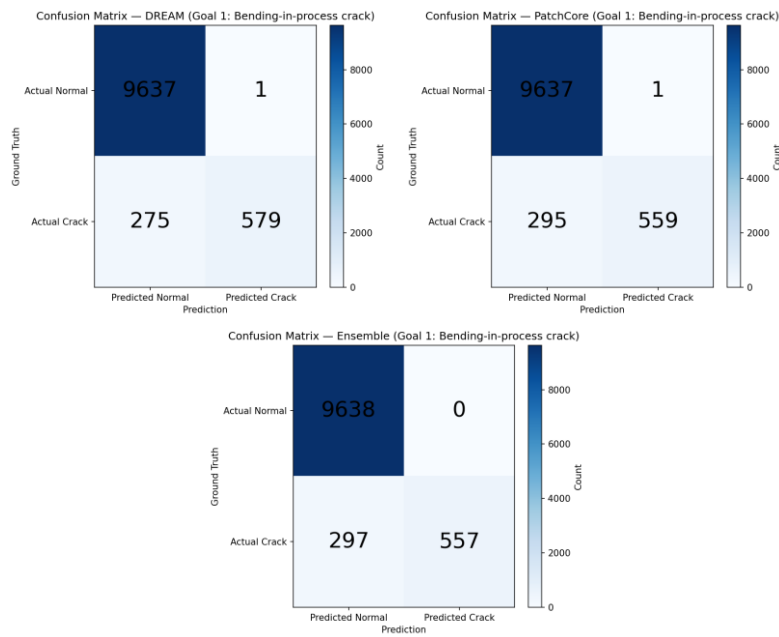 Confusion Matrix — DREAM (Goal 1: Bending-in-process crack)
Actual Normal
Actual Crack
Ground Truth
9637
1
275
579
Predicted Normal
Predicted Crack
Prediction
8000
6000
4000
2000
0
Count
Confusion Matrix — PatchCore (Goal 1: Bending-in-process crack)
Actual Normal
Actual Crack
Ground Truth
9637
1
295
559
Predicted Normal
Predicted Crack
Prediction
8000
6000
4000
2000
0
Count
Confusion Matrix — Ensemble (Goal 1: Bending-in-process crack)
Actual Normal
Actual Crack
Ground Truth
9638
0
297
557
Predicted Normal
Predicted Crack
Prediction
8000
6000
4000
2000
0
Count